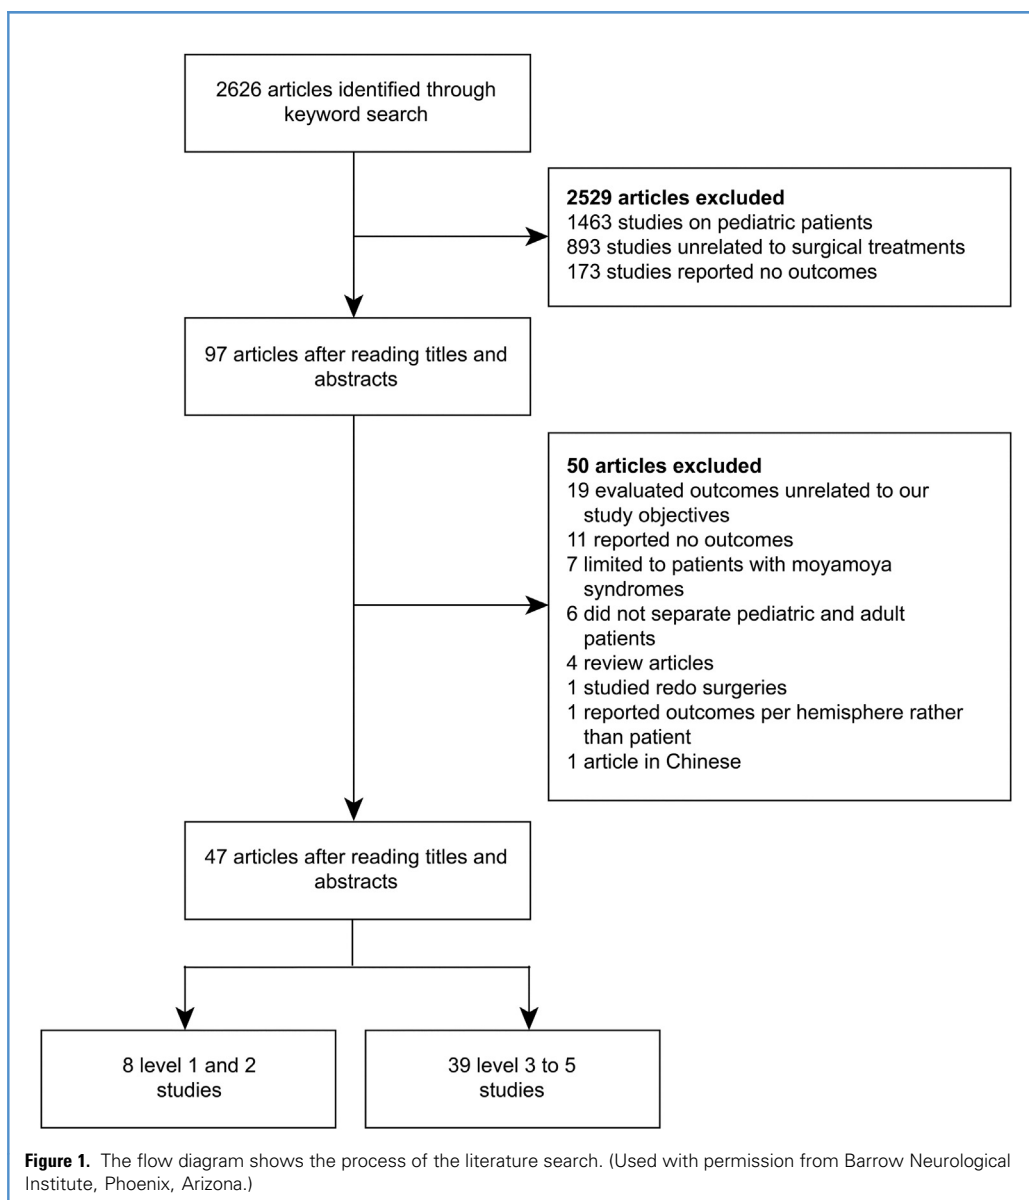 2626 articles identified through
keyword search
2529 articles excluded
1463 studies on pediatric patients
893 studies unrelated to surgical treatments
173 studies reported no outcomes
97 articles after reading titles and
abstracts
50 articles excluded
19 evaluated outcomes unrelated to our
study objectives
11 reported no outcomes
7 limited to patients with moyamoya
syndromes
6 did not separate pediatric and adult
patients
4 review articles
1 studied redo surgeries
1 reported outcomes per hemisphere rather
than patient
1 article in Chinese
47 articles after reading titles and
abstracts
8 level 1 and 2
studies
39 level 3 to 5
studies
Figure 1. The flow diagram shows the process of the literature search. (Used with permission from Barrow Neurological
Institute, Phoenix, Arizona.)